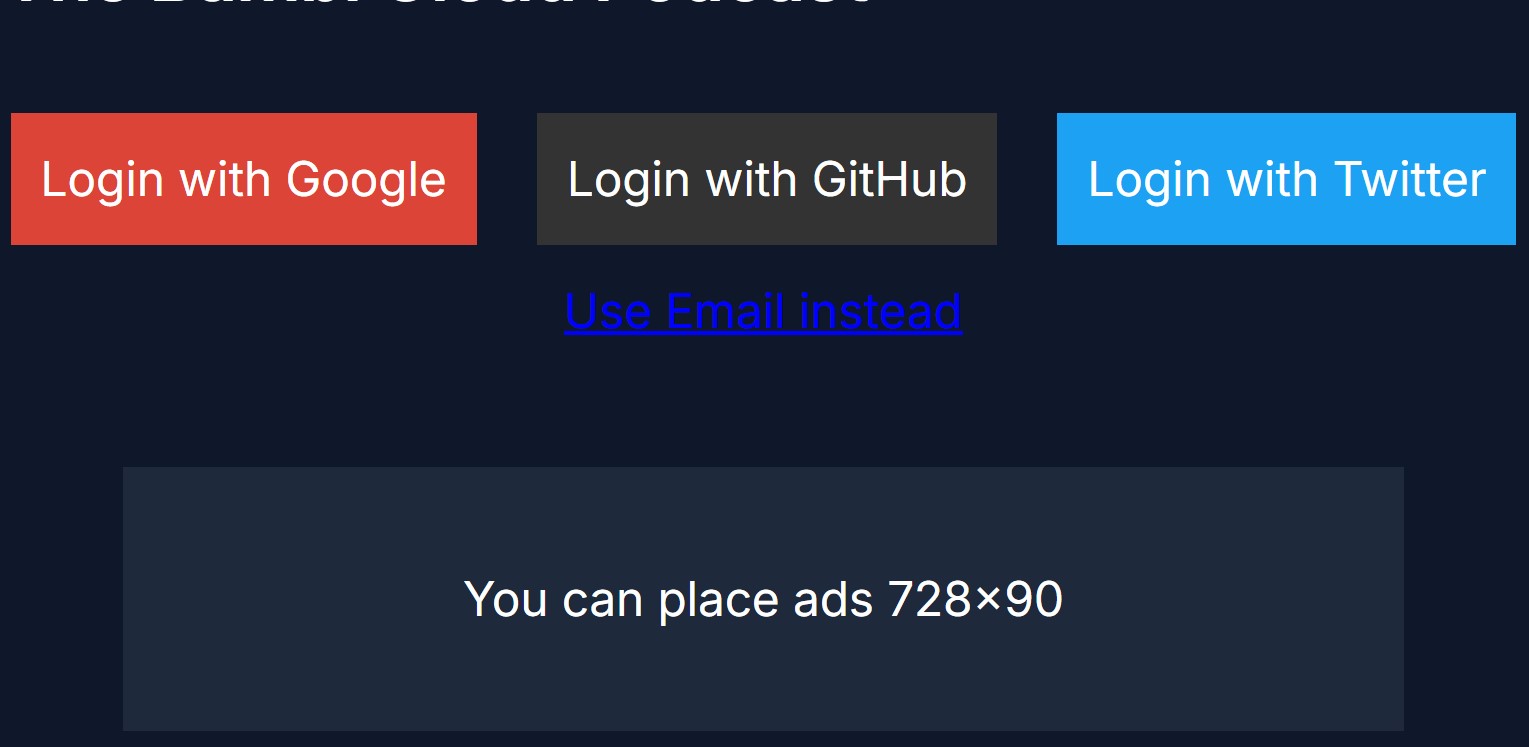 Login with Google
Login with GitHub
Login with Twitter
Use Email instead
You can place ads 728×90